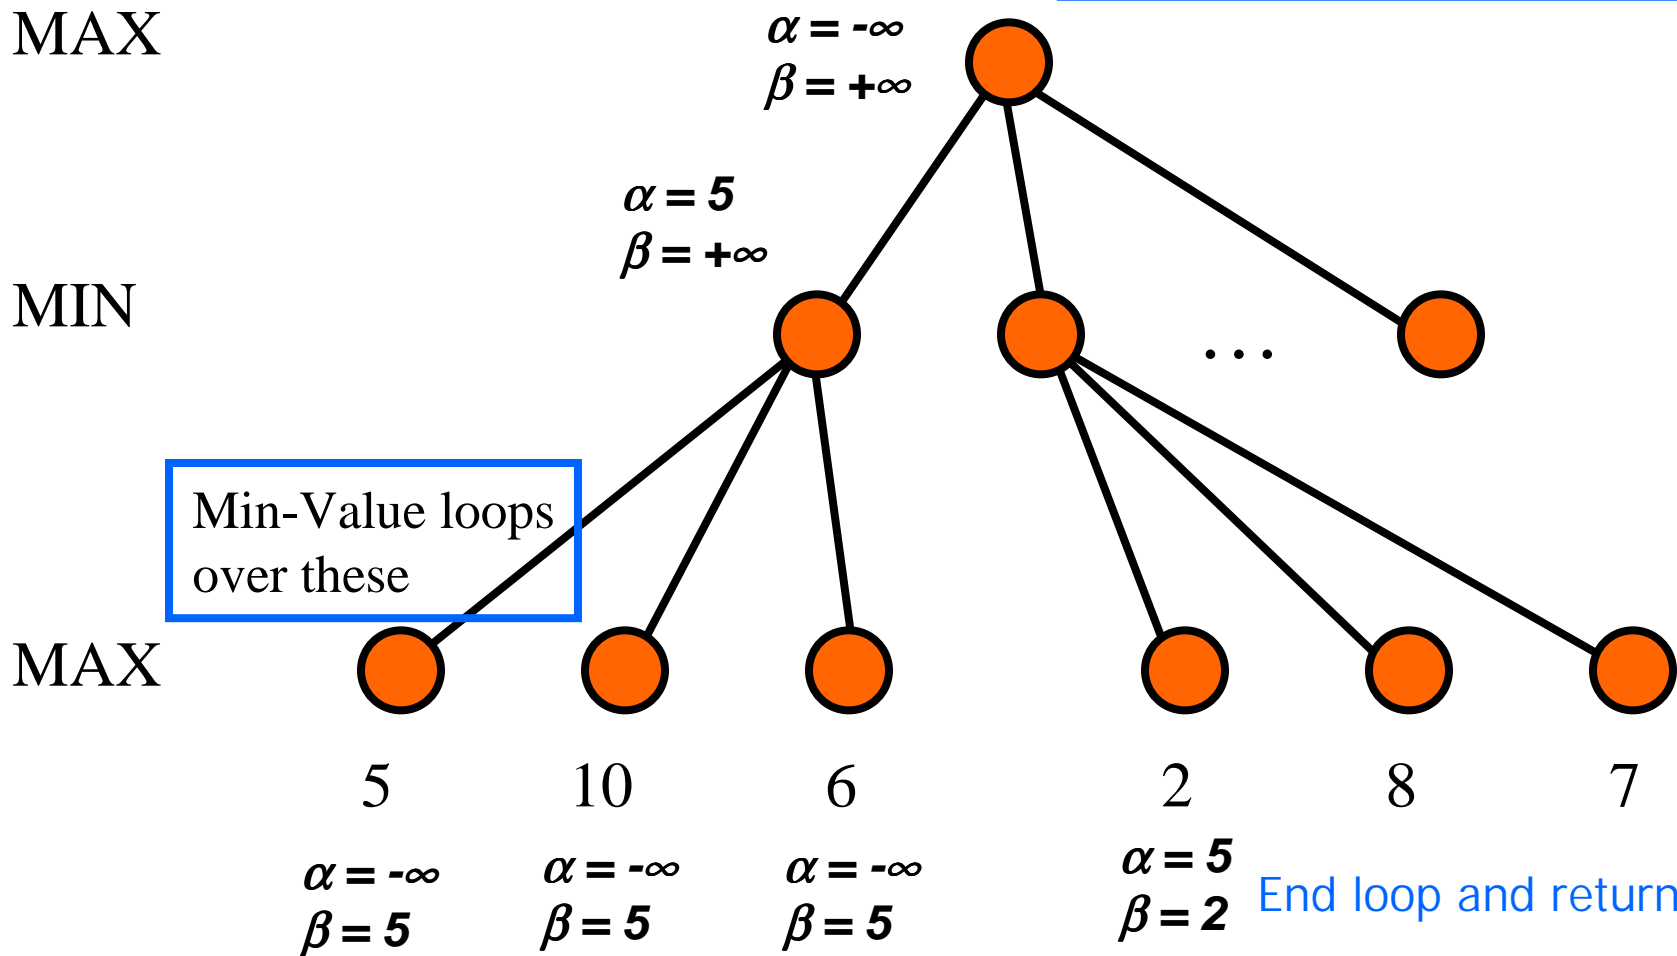 MAX
α = -∞
β = +∞
α = 5
β = +∞
MIN
...
Min-Value loops
over these
MAX
5
10
6
2
8
7
α = -∞
β = 5
α = -∞
β = 5
α = -∞
β = 5
α = 5
β = 2
End loop and return